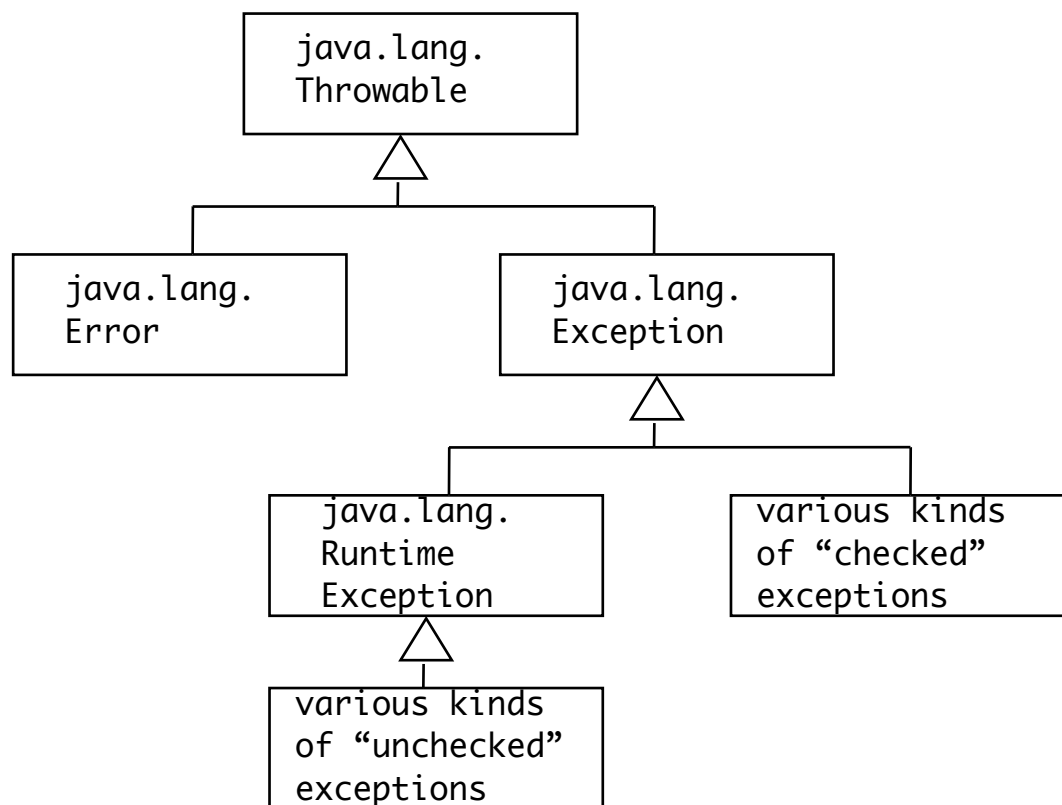 java.lang.
Throwable
java.lang.
Error
java.lang.
Exception
java.lang.
Runtime
Exception
various kinds
of “checked”
exceptions
various kinds
of “unchecked”
exceptions